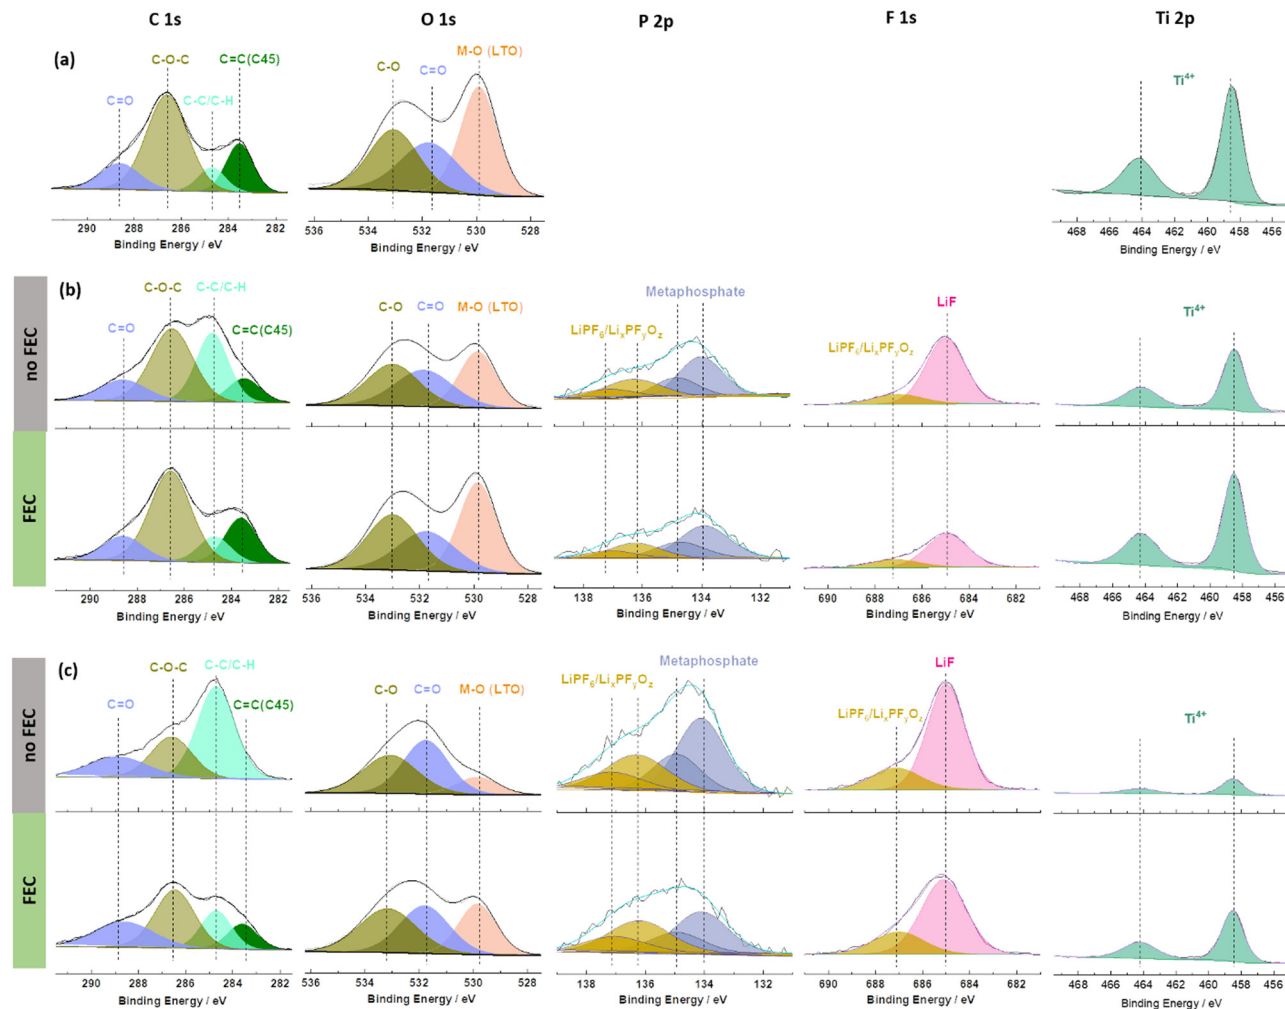 C 1s
O 1s
P 2p
F 1s
Ti 2p
(a)
C=O
C-O-C
C-C/C-H
C=C(C45)
C-O
C=O
M-O (LTO)
Ti⁴⁺
290 288 286 284 282
Binding Energy / eV
536 534 532 530 528
Binding Energy / eV
468 466 464 462 460 458 456
Binding Energy / eV
no FEC
(b)
C=O
C-O-C
C-C/C-H
C=C(C45)
C-O
C=O
M-O (LTO)
LiPF₆/LiₓPFᵧO_z
Metaphosphate
LiPF₆/LiₓPFᵧO_z
LiF
Ti⁴⁺
FEC
290 288 286 284 282
Binding Energy / eV
536 534 532 530 528
Binding Energy / eV
138 136 134 132
Binding Energy / eV
690 688 686 684 682
Binding Energy / eV
468 466 464 462 460 458 456
Binding Energy / eV
no FEC
(c)
C=O
C-O-C
C-C/C-H
C=C(C45)
C-O
C=O
M-O (LTO)
LiPF₆/LiₓPFᵧO_z
Metaphosphate
LiPF₆/LiₓPFᵧO_z
LiF
Ti⁴⁺
FEC
290 288 286 284 282
Binding Energy / eV
536 534 532 530 528
Binding Energy / eV
138 136 134 132
Binding Energy / eV
690 688 686 684 682
Binding Energy / eV
468 466 464 462 460 458 456
Binding Energy / eV